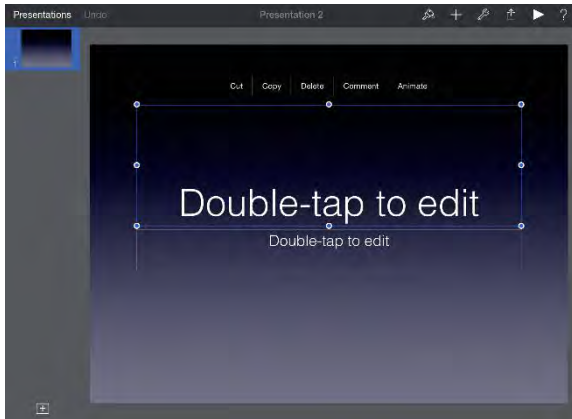 Presentations Undo Presentation 2 ?
1
Cut Copy Delete Comment Animate
Double-tap to edit
Double-tap to edit